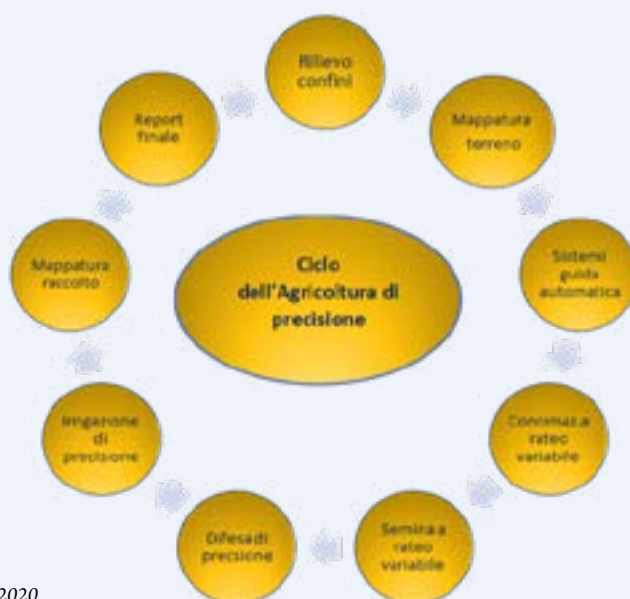 Rilievo
confini
Mappatura
terreno
Sistemi
guida
automatica
Concimaz.a
rateo
variabile
Semina a
rateo
variabile
Difesa di
precisione
Irrigazione
di
precisione
Mappatura
raccolto
Report
finale
Ciclo
dell'Agricoltura di
precisione
2020